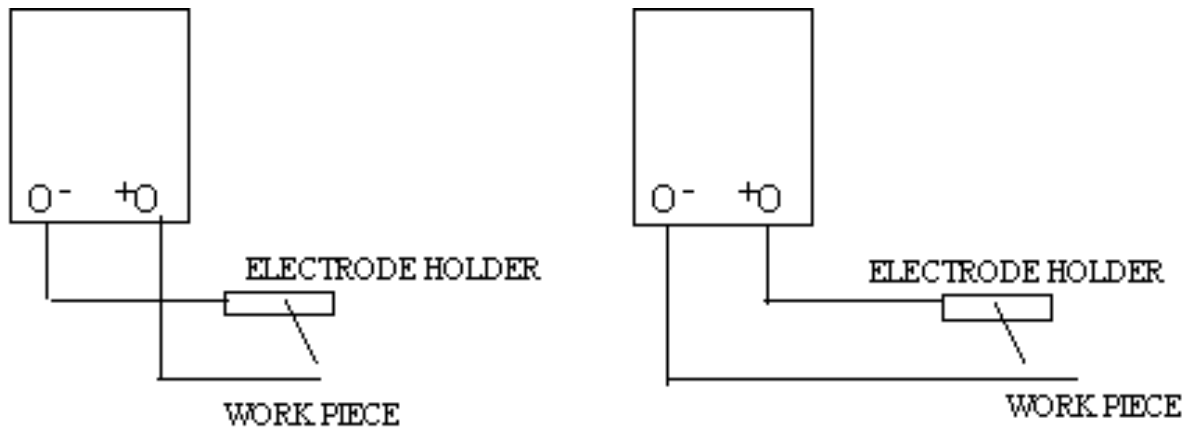 O - +O
ELECTRODE HOLDER
WORK PIECE
O - +O
ELECTRODE HOLDER
WORK PIECE